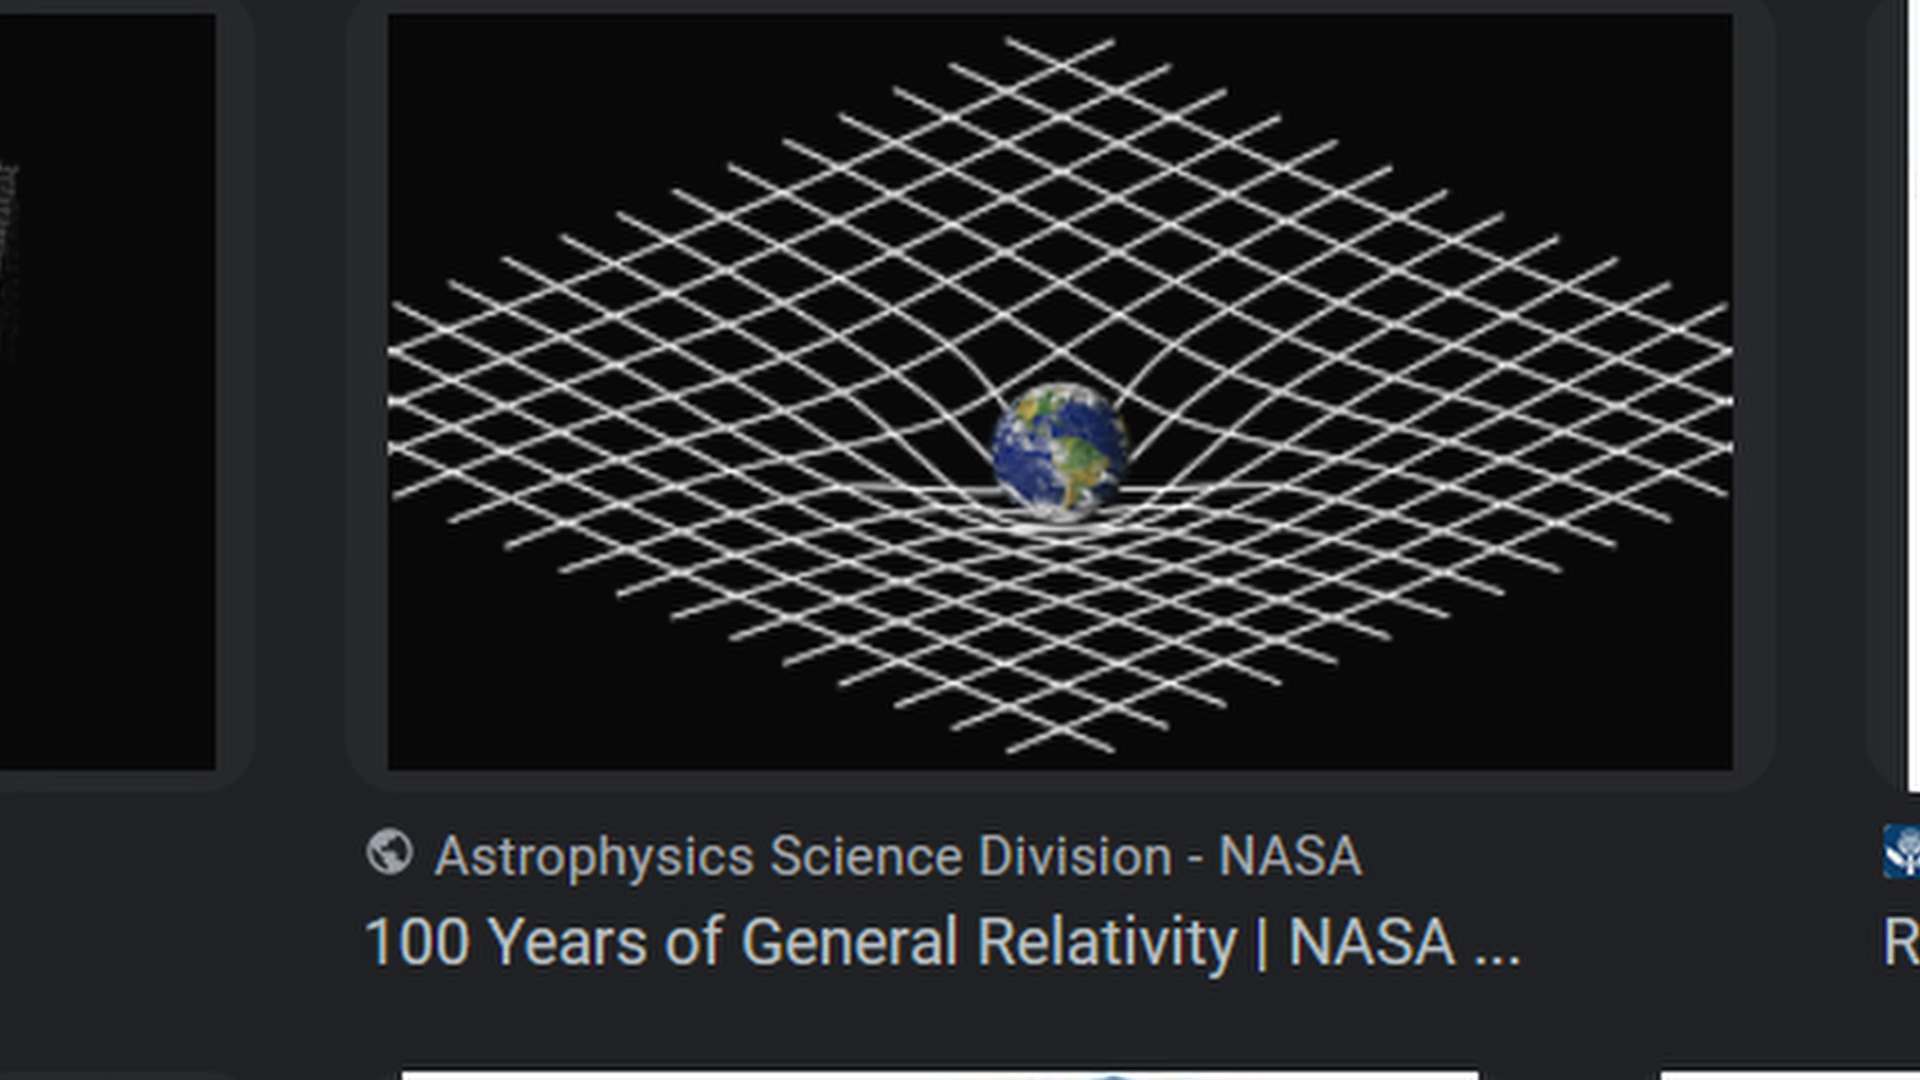 Astrophysics Science Division - NASA
100 Years of General Relativity | NASA ...
R